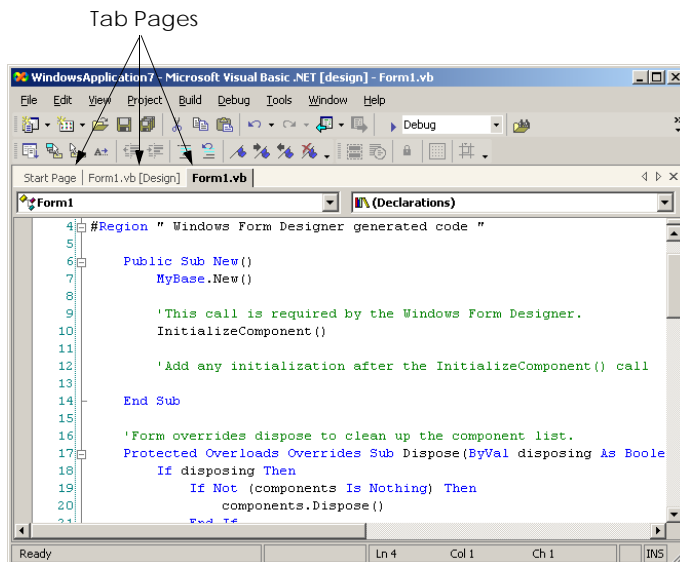 Tab Pages
WindowsApplication7 - Microsoft Visual Basic .NET [design] - Form1.vb
File Edit View Project Build Debug Tools Window Help
Debug
Start Page Form1.vb [Design] Form1.vb
Form1 (Declarations)
4 #Region " Windows Form Designer generated code "
5
6 Public Sub New()
7 MyBase.New()
8
9 'This call is required by the Windows Form Designer.
10 InitializeComponent()
11
12 'Add any initialization after the InitializeComponent() call
13
14 End Sub
15
16 'Form overrides dispose to clean up the component list.
17 Protected Overloads Overrides Sub Dispose(ByVal disposing As Boole
18 If disposing Then
19 If Not (components Is Nothing) Then
20 components.Dispose()
21 End If
Ready Ln 4 Col 1 Ch 1 INS